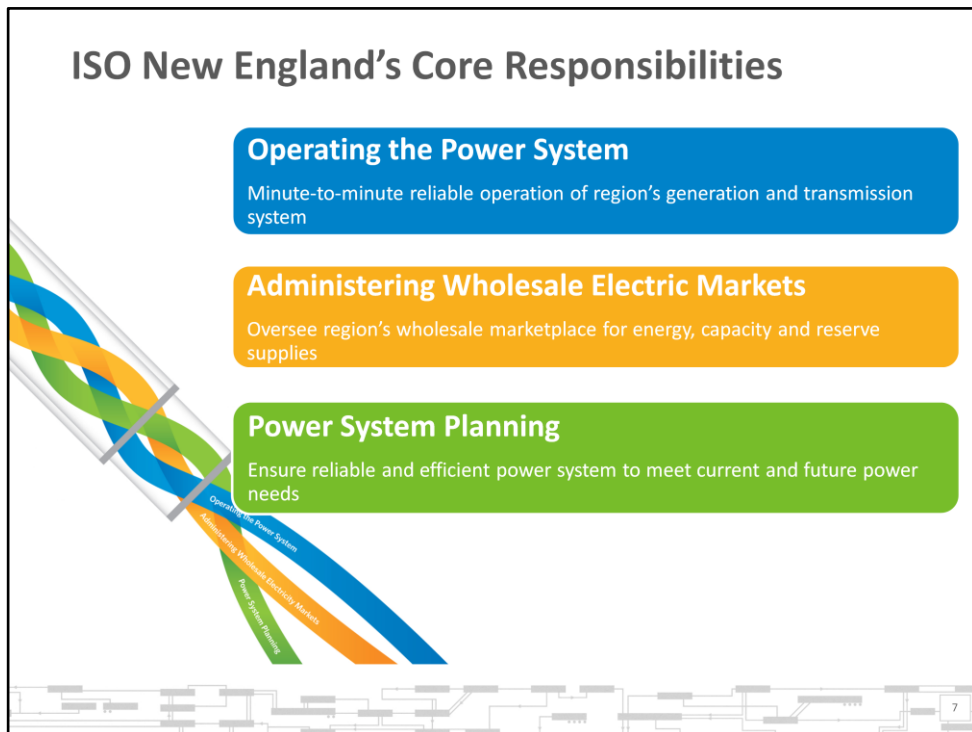 ISO New England’s Core Responsibilities
Operating the Power System
Minute-to-minute reliable operation of region’s generation and transmission
system
Administering Wholesale Electric Markets
Oversee region’s wholesale marketplace for energy, capacity and reserve
supplies
Power System Planning
Ensure reliable and efficient power system to meet current and future power
needs
Operating the Power System
Administering Wholesale Electricity Markets
Power System Planning
7